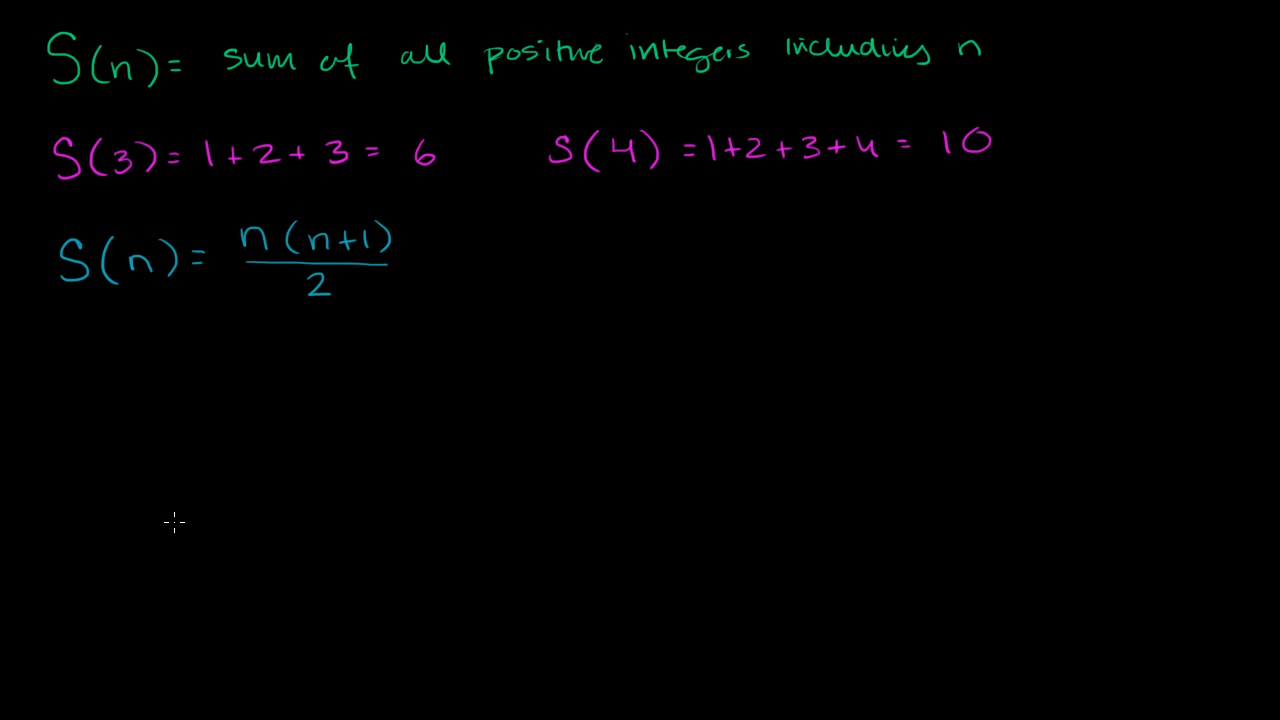 S(n) = sum of all positive integers including n
S(3) = 1 + 2 + 3 = 6 S(4) = 1 + 2 + 3 + 4 = 10
S(n) = n(n+1)/2